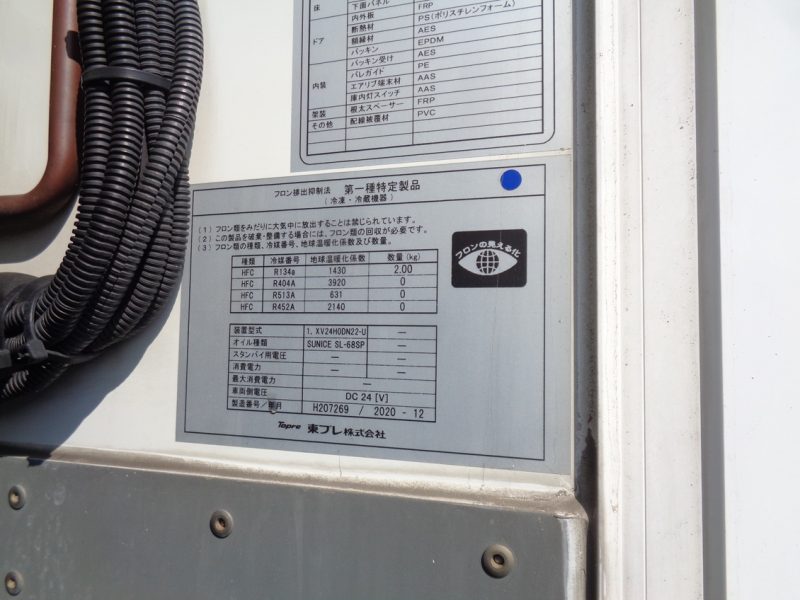 床 下面パネル FRP
内外板 PS(ポリスチレンフォーム)
ドア 断熱材 AES
額縁材 EPDM
パッキン AES
パッキン受け PE
内装 バレガイド AAS
エアリブ端末材 AAS
庫内灯スイッチ FRP
架装 根太スペーサー PVC
その他 配線被覆材
フロン排出抑制法 第一種特定製品
(冷凍・冷蔵機器)
(1) フロン類をみだりに大気中に放出することは禁じられています。
(2) この製品を破棄・整備する場合には、フロン類の回収が必要です。
(3) フロン類の種類、冷媒番号、地球温暖化係数及び数量。
種類 冷媒番号 地球温暖化係数 数量(kg)
HFC R134a 1430 2.00
HFC R404A 3920 0
HFC R513A 631 0
HFC R452A 2140 0
フロンの見える化
装置型式 1. XV24HODN22-U —
オイル種類 SUNICE SL-68SP —
スタンバイ用電圧 — —
消費電力 — —
最大消費電力 —
車両側電圧 DC 24 [V]
製造番号/年月 H207269 / 2020 - 12
Topre 東プレ株式会社